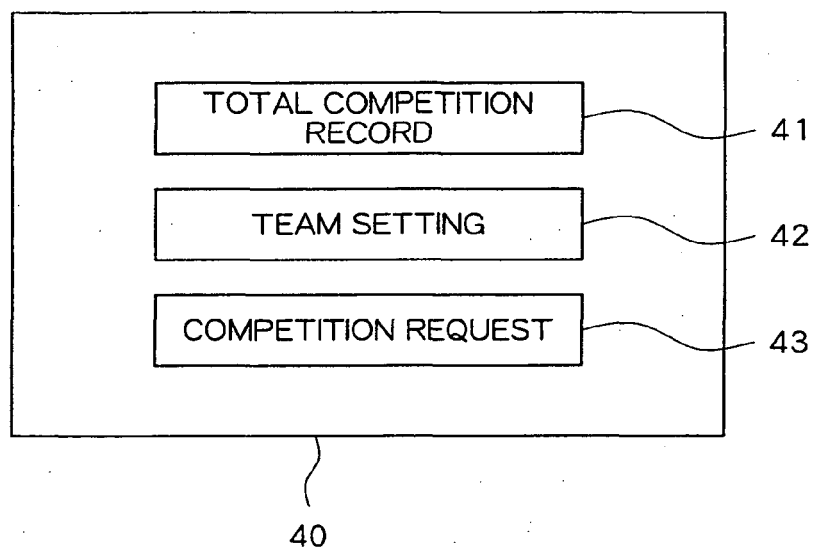 TOTAL COMPETITION
RECORD
41
TEAM SETTING
42
COMPETITION REQUEST
43
40